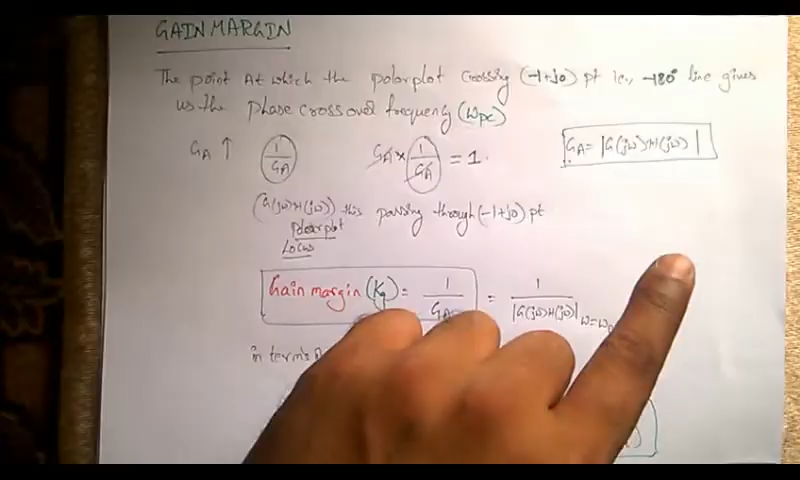 GAIN MARGIN
The point At which the polarplot Crossing (-1+j0) pt ie., -180° line gives
us the phase crossover frequency (ωpc)
GA ↑ 1/GA GA × 1/GA = 1. GA = |G(jω)H(jω)|
(G(jω)H(jω)) this passing through (-1+j0) pt
polarplot
Locus
Gain margin (Kg) = 1/GA = 1/|G(jω)H(jω)| ω=ω
in terms